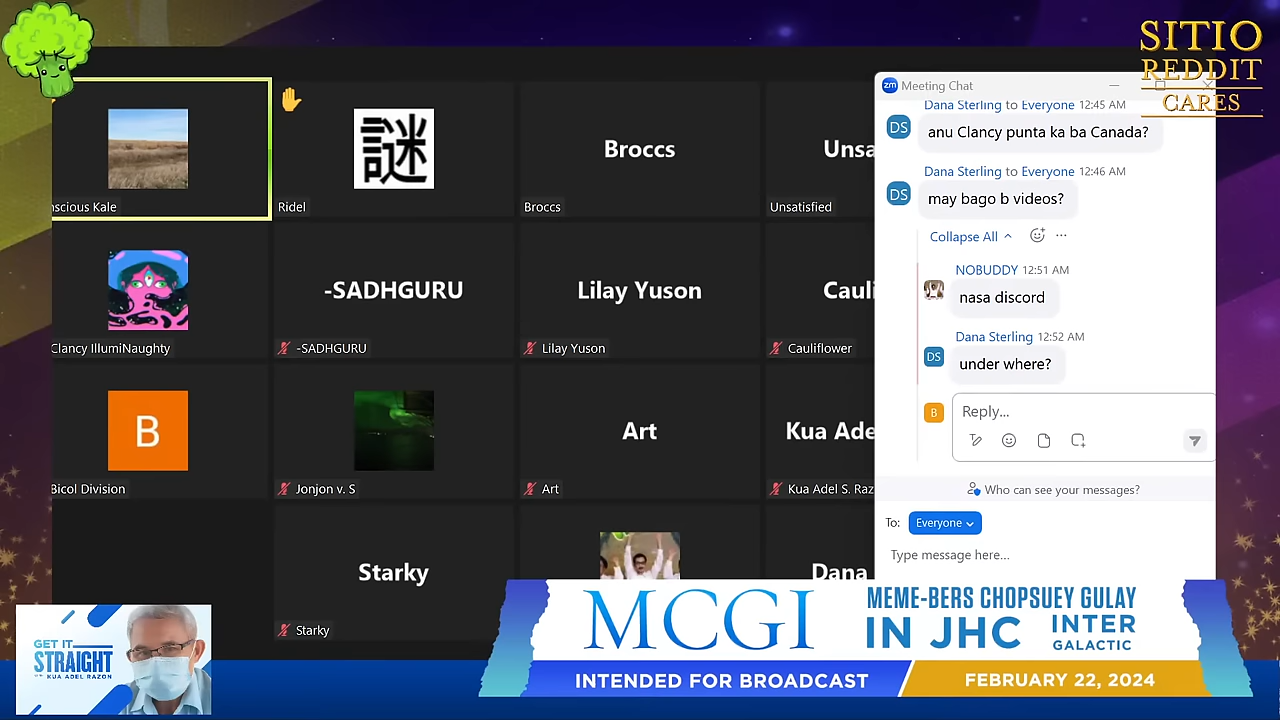 SITIO
REDDIT
CARES
nscious Kale
謎
Ridel
Broccs
Broccs
Unsa
Unsatisfied
Clancy IllumiNaughty
-SADHGURU
-SADHGURU
Lilay Yuson
Lilay Yuson
Cauli
Cauliflower
B
Bicol Division
Jonjon v. S
Art
Art
Kua Ade
Kua Adel S. Raz
Starky
Starky
Dana
zm Meeting Chat
Dana Sterling to Everyone 12:45 AM
DS
anu Clancy punta ka ba Canada?
Dana Sterling to Everyone 12:46 AM
DS
may bago b videos?
Collapse All
NOBUDDY 12:51 AM
nasa discord
Dana Sterling 12:52 AM
DS
under where?
B
Reply...
Who can see your messages?
To: Everyone
Type message here...
GET IT
STRAIGHT
WITH KUA ADEL RAZON
MCGI
MEME-BERS CHOPSUEY GULAY
IN JHC
INTER
GALACTIC
INTENDED FOR BROADCAST
FEBRUARY 22, 2024